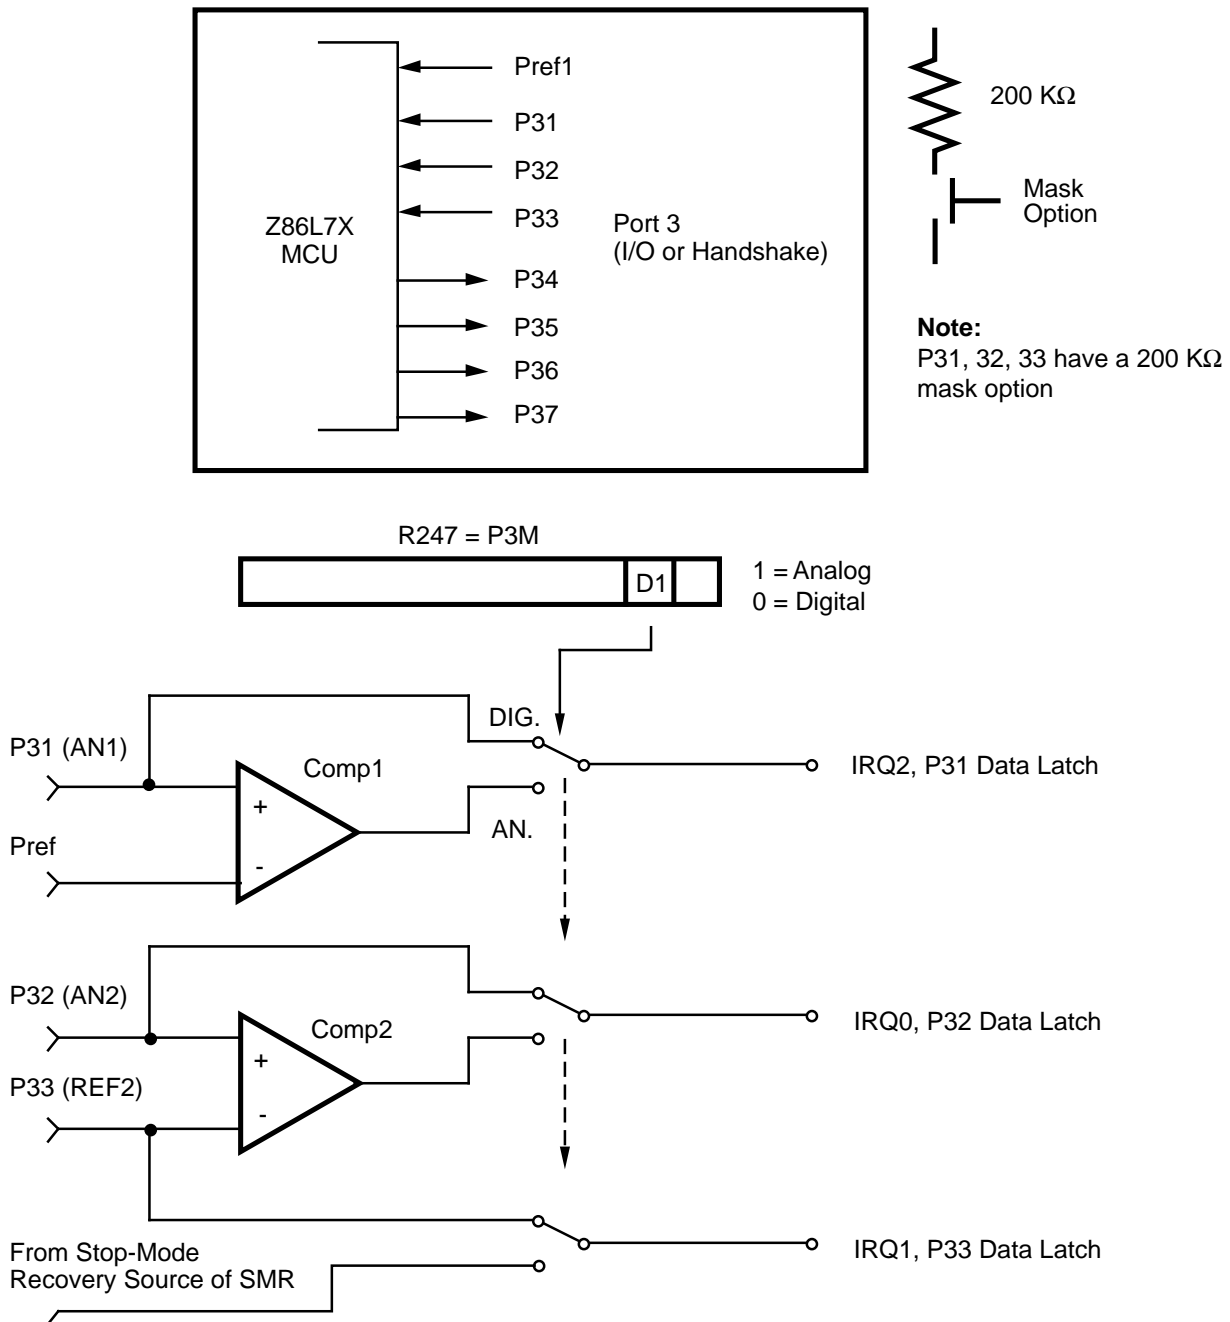 Pref1
P31
P32
P33
P34
P35
P36
P37
Z86L7X
MCU
Port 3
(I/O or Handshake)
200 KΩ
Mask
Option
Note:
P31, 32, 33 have a 200 KΩ
mask option
R247 = P3M
D1
1 = Analog
0 = Digital
DIG.
P31 (AN1)
Comp1
IRQ2, P31 Data Latch
+
AN.
Pref
-
P32 (AN2)
Comp2
IRQ0, P32 Data Latch
+
P33 (REF2)
-
From Stop-Mode
Recovery Source of SMR
IRQ1, P33 Data Latch